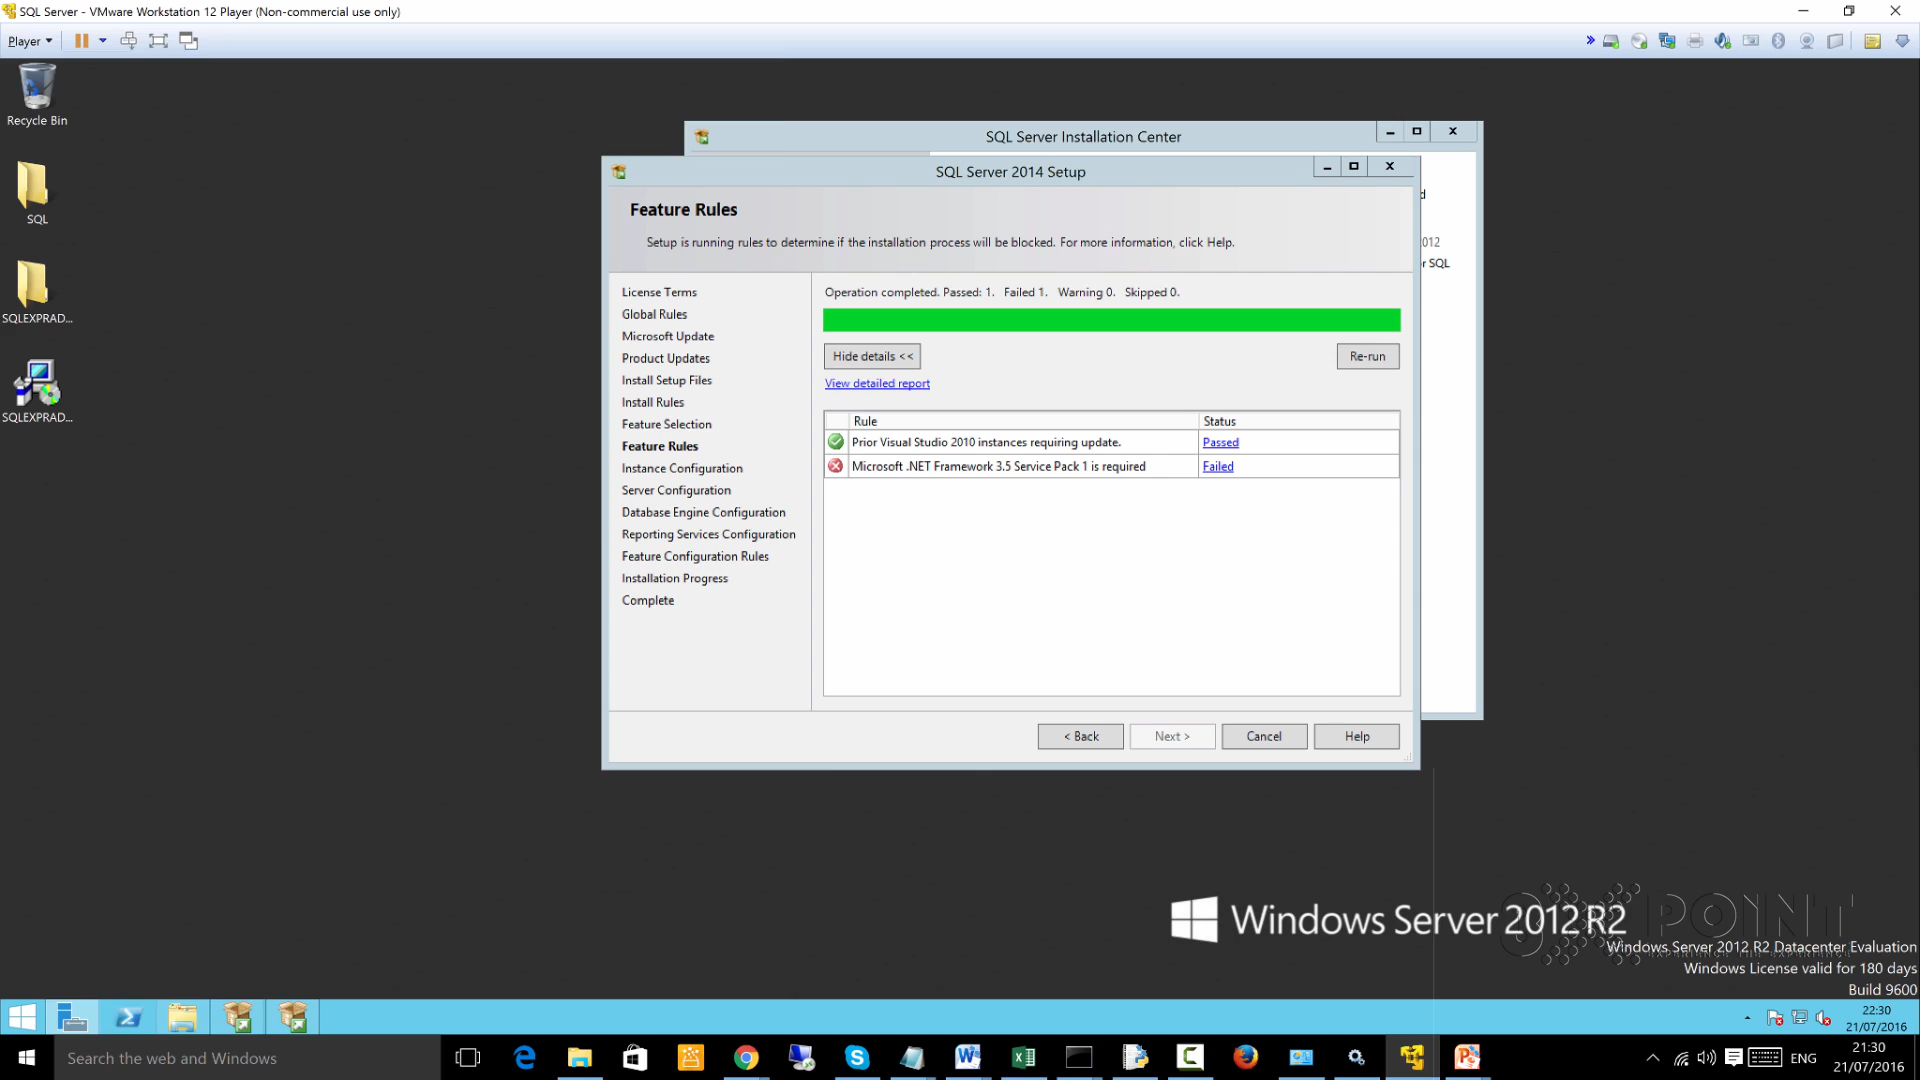 SQL Server - VMware Workstation 12 Player (Non-commercial use only)
Player
Recycle Bin
SQL
SQLEXPRAD...
SQLEXPRAD...
SQL Server Installation Center
SQL Server 2014 Setup
Feature Rules
Setup is running rules to determine if the installation process will be blocked. For more information, click Help.
d
012
r SQL
License Terms
Global Rules
Microsoft Update
Product Updates
Install Setup Files
Install Rules
Feature Selection
Feature Rules
Instance Configuration
Server Configuration
Database Engine Configuration
Reporting Services Configuration
Feature Configuration Rules
Installation Progress
Complete
Operation completed. Passed: 1. Failed 1. Warning 0. Skipped 0.
Hide details <<
Re-run
View detailed report
Rule Status
Prior Visual Studio 2010 instances requiring update. Passed
Microsoft .NET Framework 3.5 Service Pack 1 is required Failed
< Back
Next >
Cancel
Help
Windows Server 2012 R2
POINT
Windows Server 2012 R2 Datacenter Evaluation
Windows License valid for 180 days
Build 9600
22:30
21/07/2016
Search the web and Windows
ENG
21:30
21/07/2016